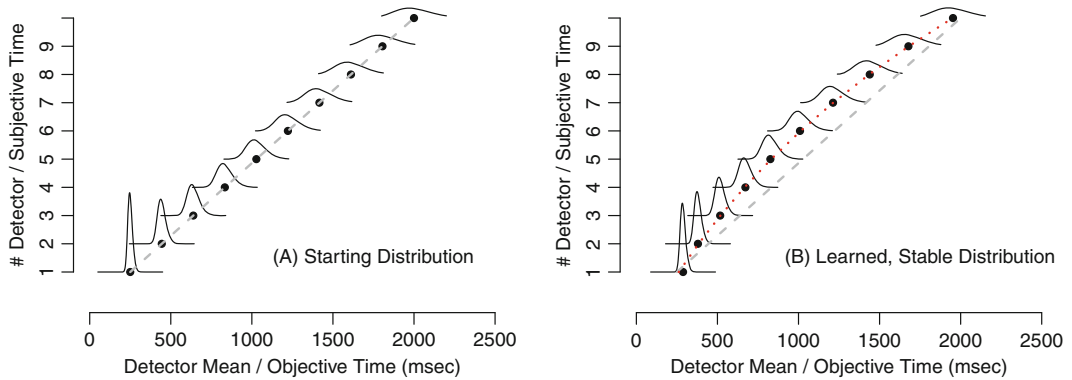 # Detector / Subjective Time
1 2 3 4 5 6 7 8 9
(A) Starting Distribution
0 500 1000 1500 2000 2500
Detector Mean / Objective Time (msec)
# Detector / Subjective Time
1 2 3 4 5 6 7 8 9
(B) Learned, Stable Distribution
0 500 1000 1500 2000 2500
Detector Mean / Objective Time (msec)